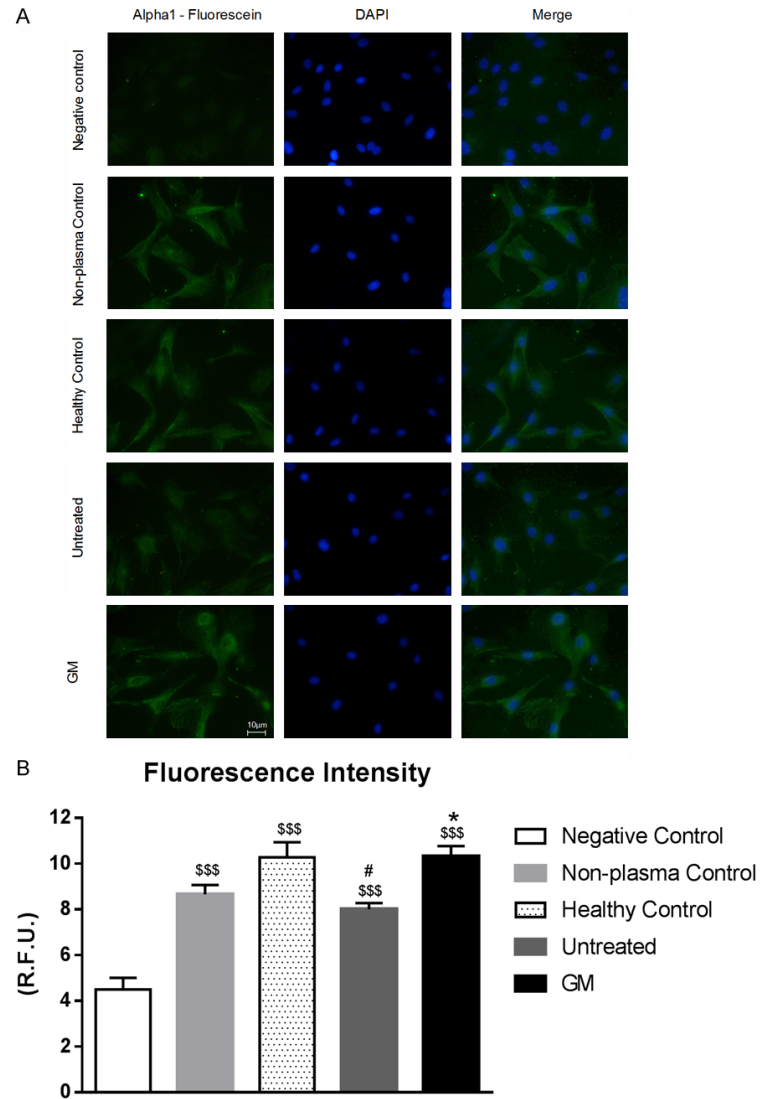 A
Alpha1 - Fluorescein DAPI Merge
Negative control
Non-plasma Control
Healthy Control
Untreated
GM
10µm
B
Fluorescence Intensity
(R.F.U.)
12
10
8
6
4
2
0
$$$
$$$
#
$$$
*
$$$
Negative Control
Non-plasma Control
Healthy Control
Untreated
GM